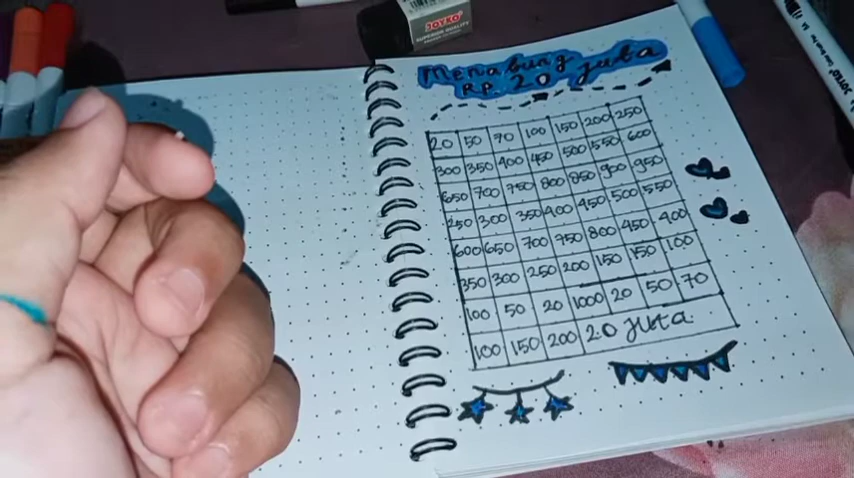 JOYKO
SUPERIOR QUALITY
Menabung
RP. 20 juta
20 50 70 100 150 200 250
300 350 400 450 500 550 600
650 700 750 800 850 900 950
250 300 350 400 450 500 550
600 650 700 750 800 450 400
350 300 250 200 150 150 100
100 50 20 1000 20 50 70
100 150 200 20 juta